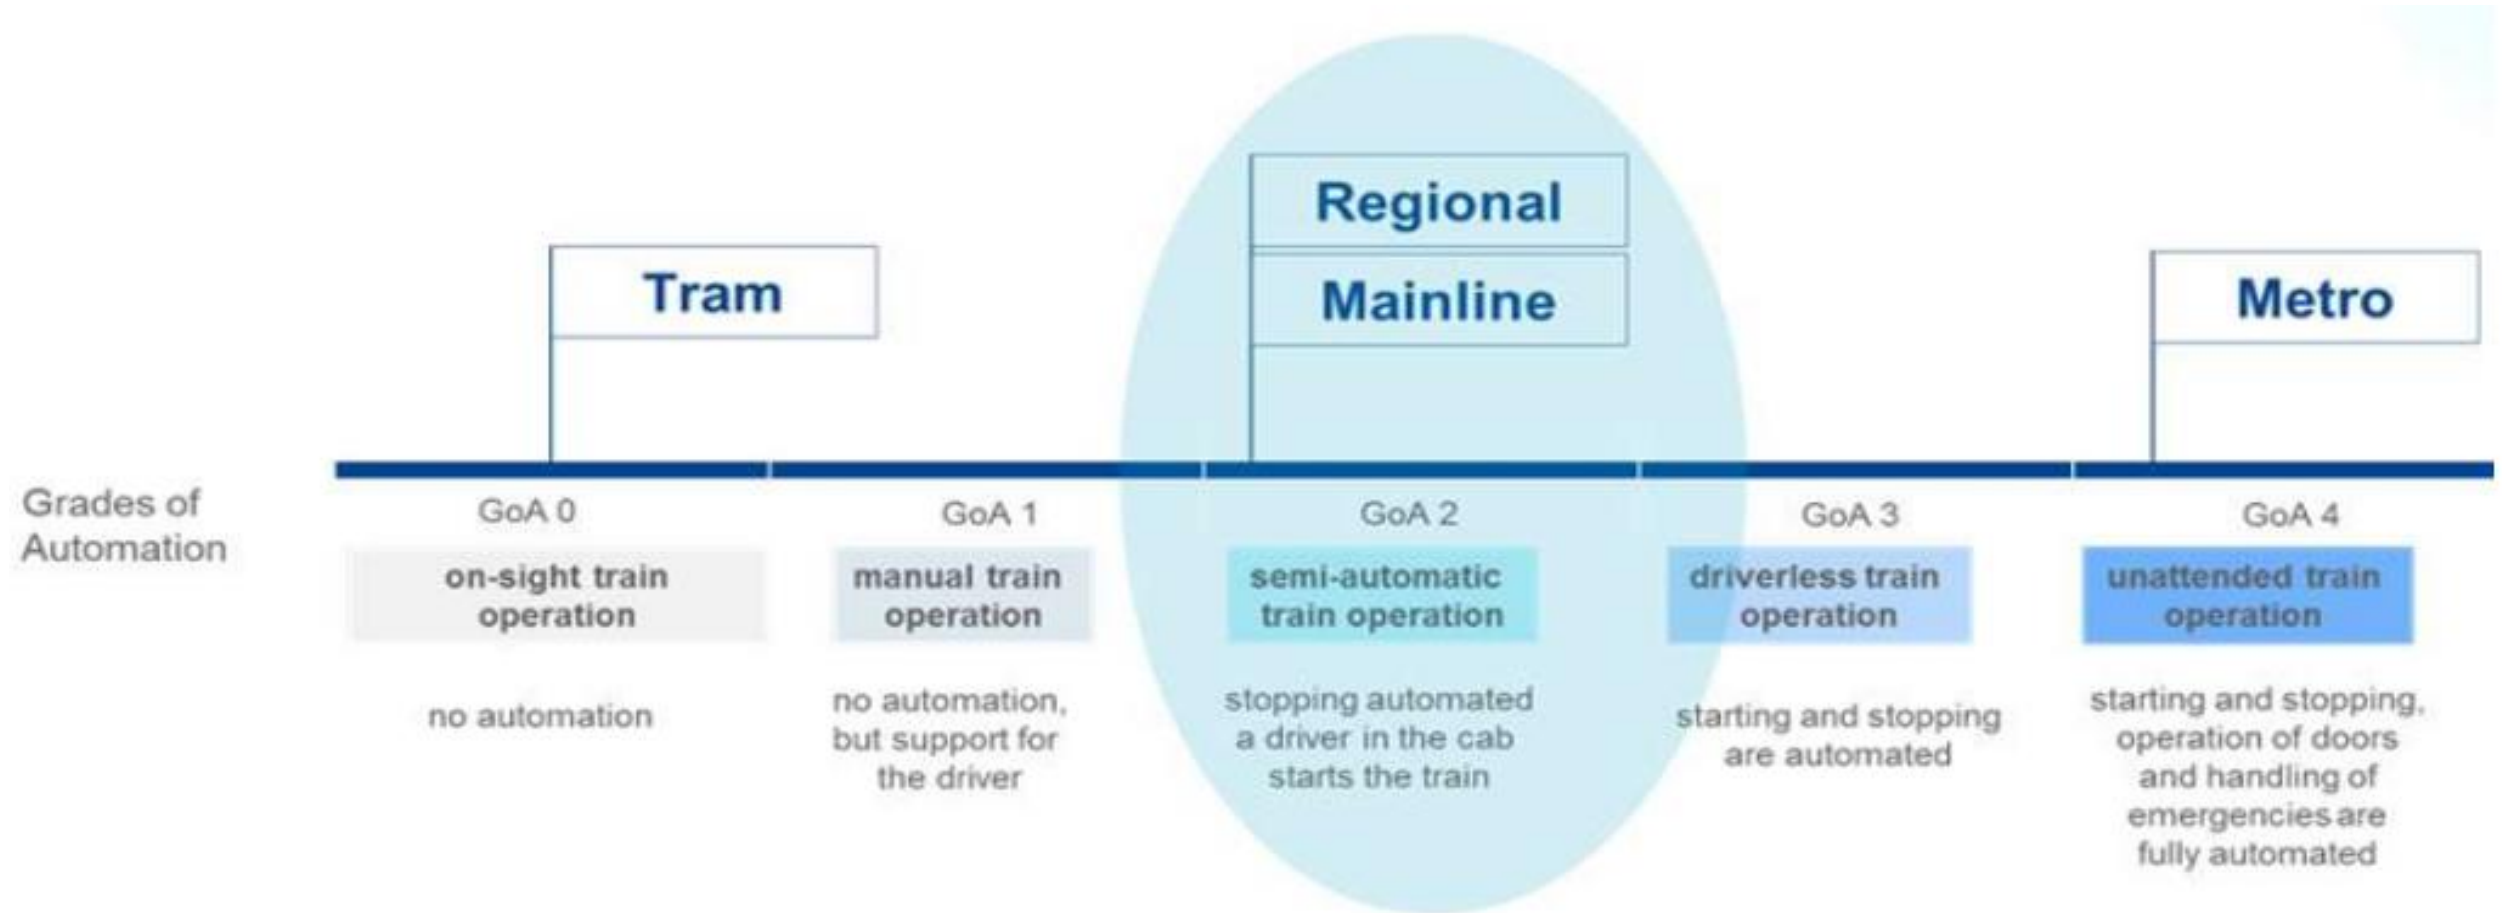 Regional
Mainline
Tram
Metro
Grades of
Automation
GoA 0
on-sight train
operation
no automation
GoA 1
manual train
operation
no automation,
but support for
the driver
GoA 2
semi-automatic
train operation
stopping automated
a driver in the cab
starts the train
GoA 3
driverless train
operation
starting and stopping
are automated
GoA 4
unattended train
operation
starting and stopping,
operation of doors
and handling of
emergencies are
fully automated